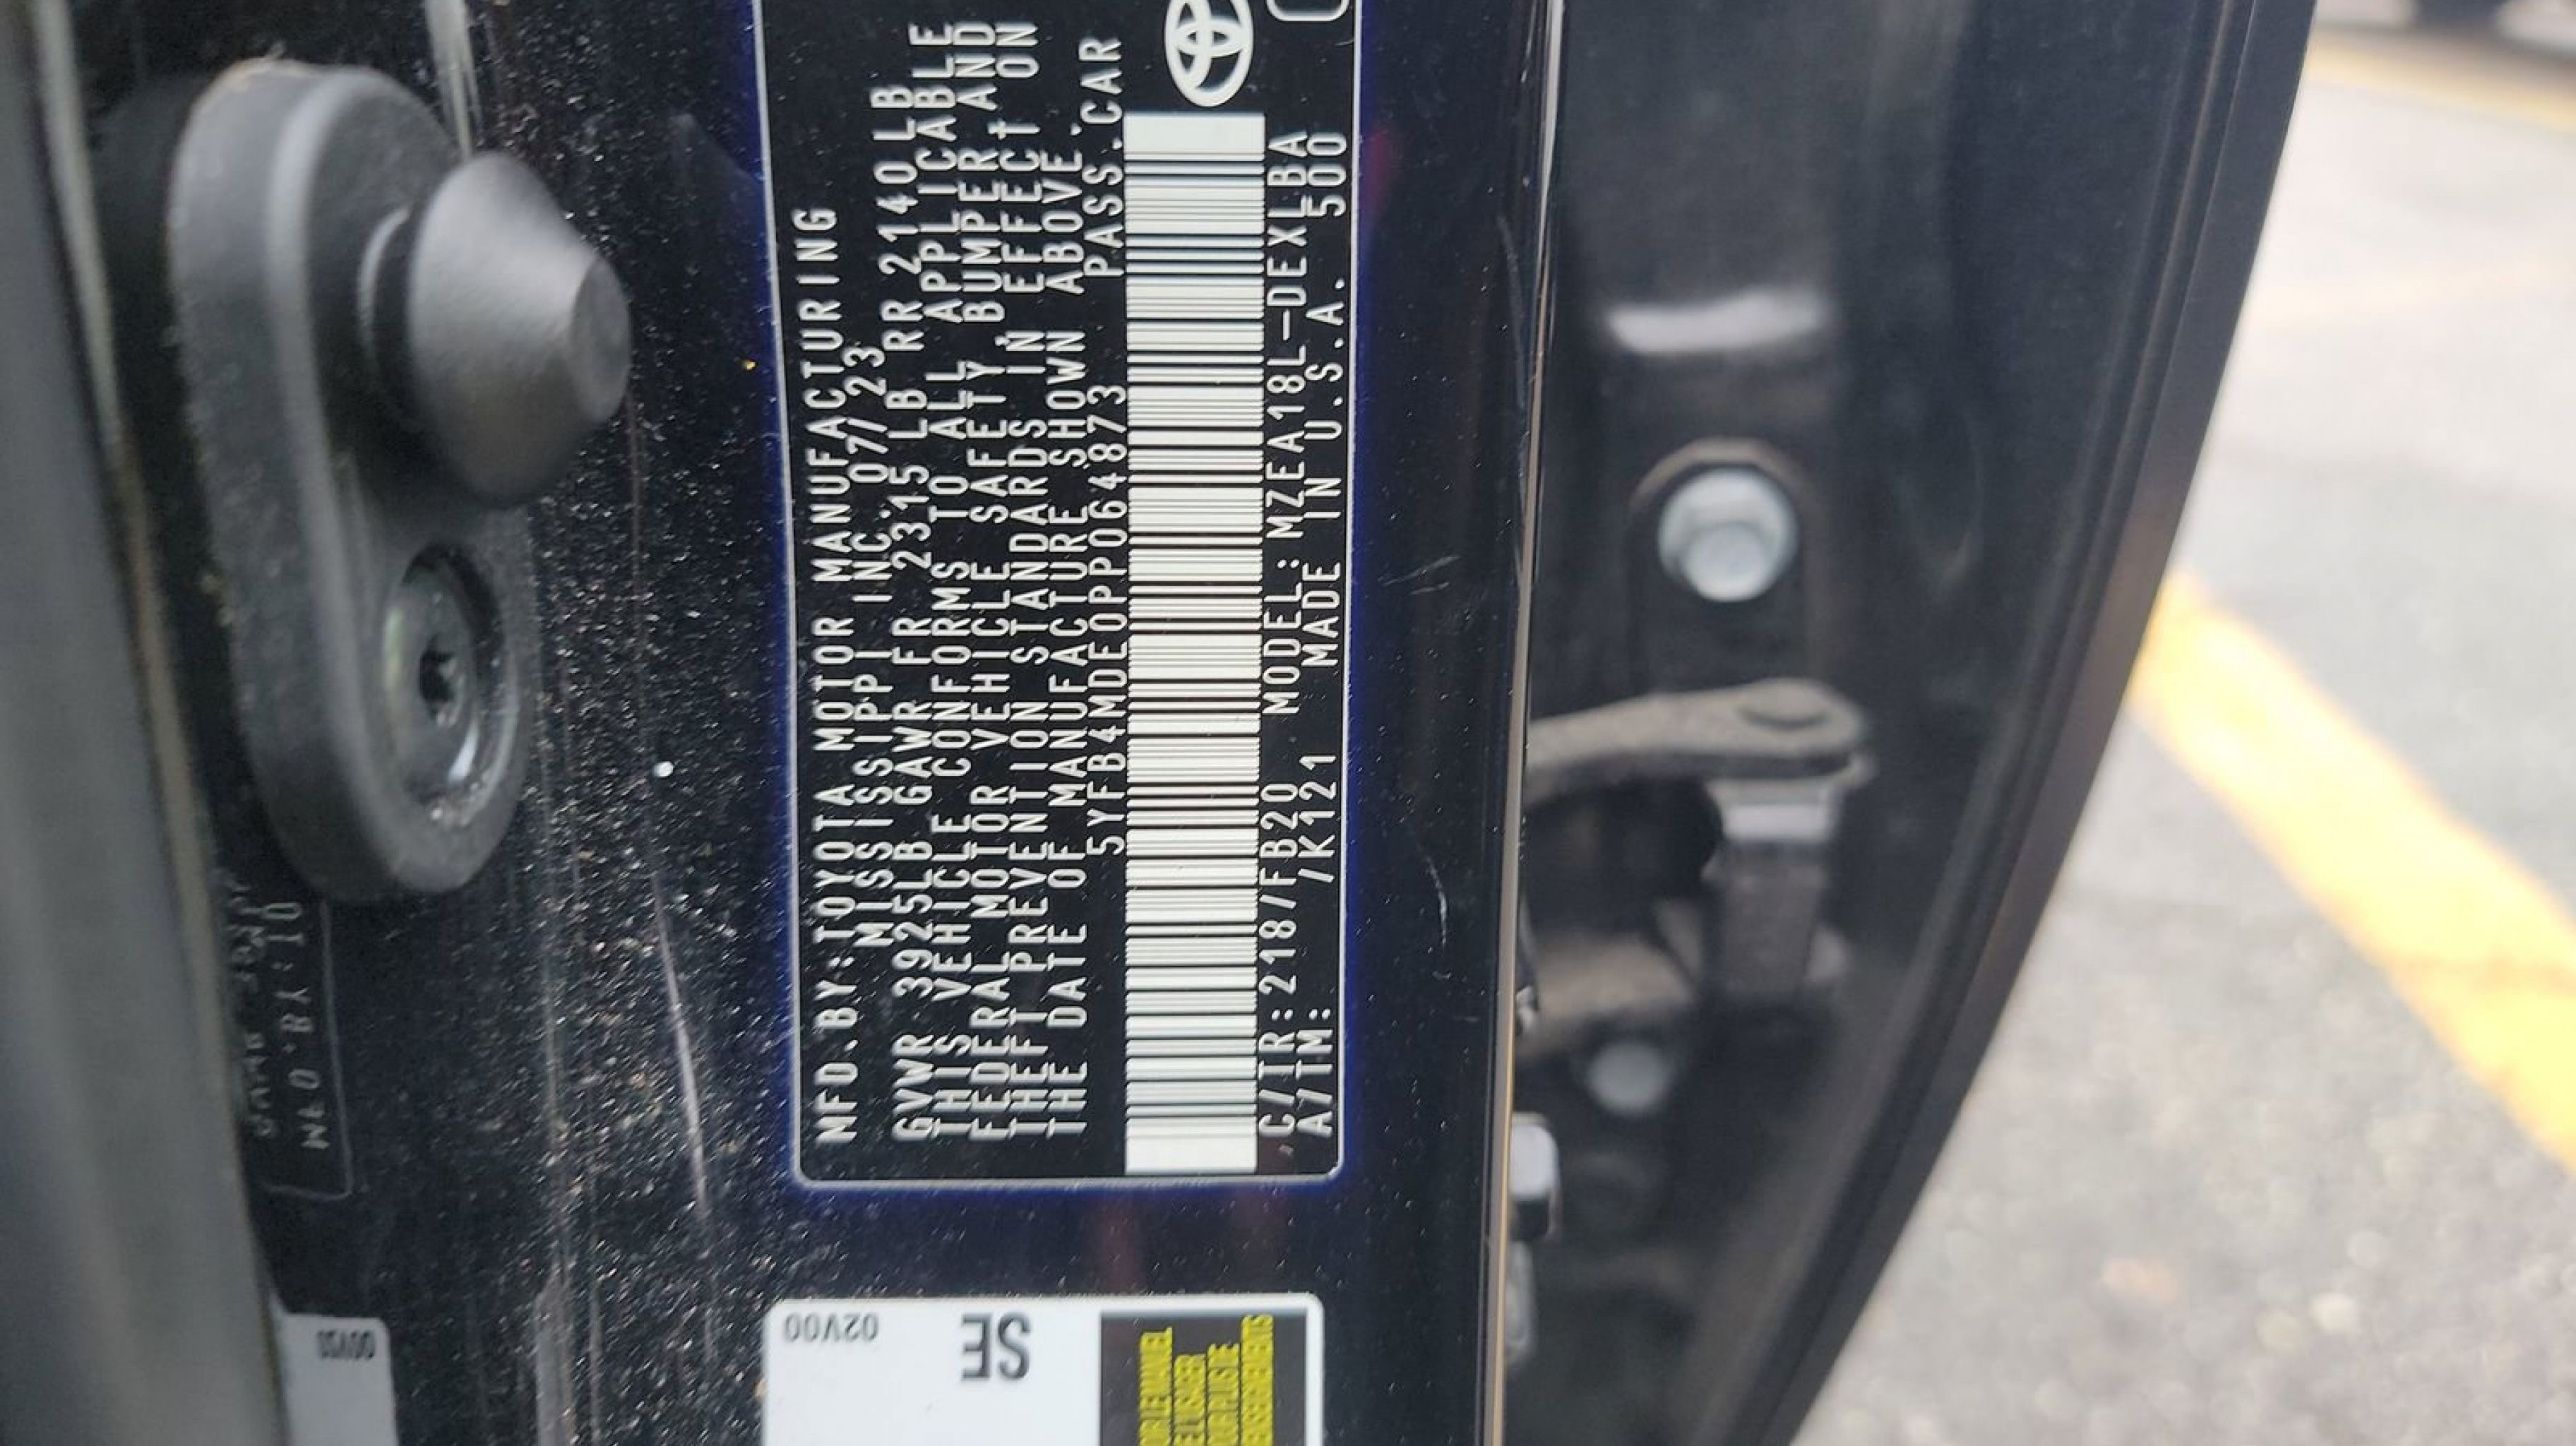 MFD.BY:TOYOTA MOTOR MANUFACTURING
MISSISSIPPI INC. 07/23
GVWR 3925LB GAWR FR 2315 LB RR 2140LB
THIS VEHICLE CONFORMS TO ALL APPLICABLE
FEDERAL MOTOR VEHICLE SAFETY BUMPER AND
THEFT PREVENTION STANDARDS IN EFFECT ON
THE DATE OF MANUFACTURE SHOWN ABOVE.
5YFB4MDE0PP064873 PASS.CAR
C/TR:218/FB20 MODEL:MZEA18L-DEXLBA
A/TM: /K121 MADE IN U.S.A. 500
02V00
SE